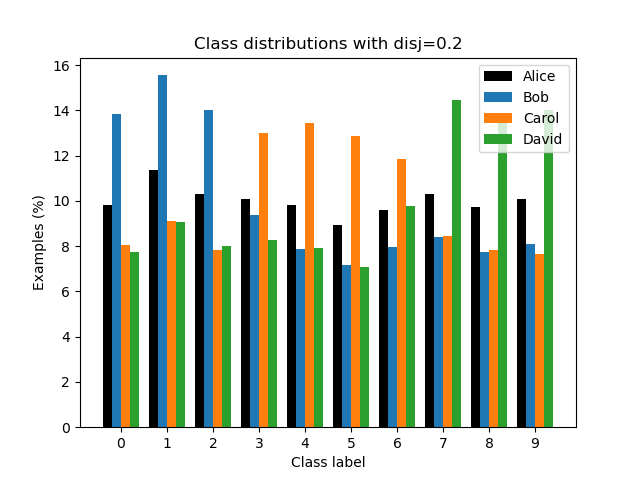 Class distributions with disj=0.2
Examples (%)
16
14
12
10
8
6
4
2
0
Alice
Bob
Carol
David
0 1 2 3 4 5 6 7 8 9
Class label